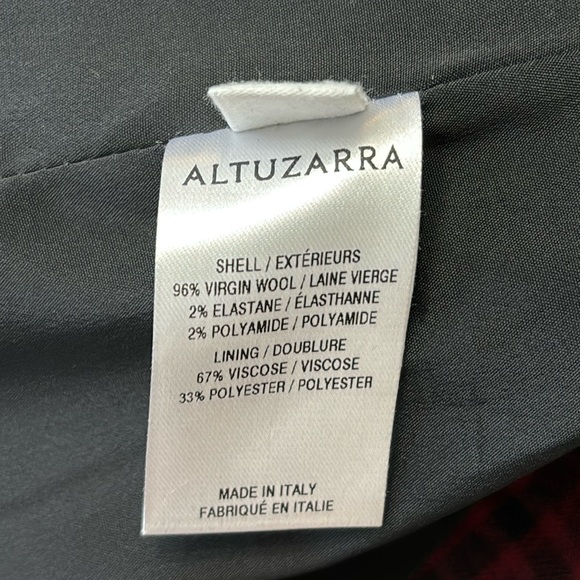 ALTUZARRA
SHELL / EXTÉRIEURS
96% VIRGIN WOOL / LAINE VIERGE
2% ELASTANE / ÉLASTHANNE
2% POLYAMIDE / POLYAMIDE
LINING / DOUBLURE
67% VISCOSE / VISCOSE
33% POLYESTER / POLYESTER
MADE IN ITALY
FABRIQUÉ EN ITALIE